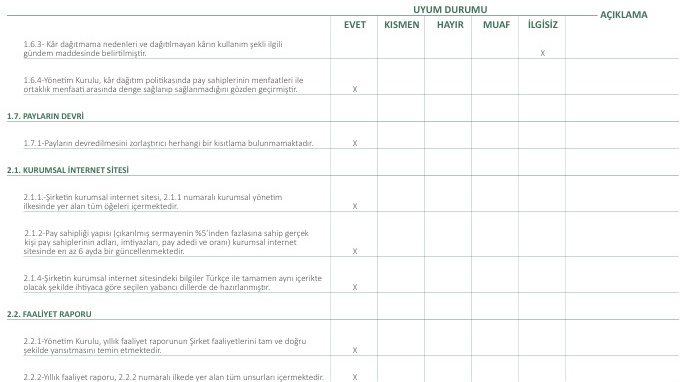 UYUM DURUMU
AÇIKLAMA
EVET KISMEN HAYIR MUAF İLGİSİZ
1.6.3- Kâr dağıtmama nedenleri ve dağıtılmayan kârın kullanım şekli ilgili
gündem maddesinde belirtilmiştir. X
1.6.4-Yönetim Kurulu, kâr dağıtım politikasında pay sahiplerinin menfaatleri ile
ortaklık menfaati arasında denge sağlanıp sağlanmadığını gözden geçirmiştir. X
1.7. PAYLARIN DEVRİ
1.7.1-Payların devredilmesini zorlaştırıcı herhangi bir kısıtlama bulunmamaktadır. X
2.1. KURUMSAL İNTERNET SİTESİ
2.1.1.-Şirketin kurumsal internet sitesi, 2.1.1 numaralı kurumsal yönetim
ilkesinde yer alan tüm öğeleri içermektedir. X
2.1.2-Pay sahipliği yapısı (çıkarılmış sermayenin %5'inden fazlasına sahip gerçek
kişi pay sahiplerinin adları, imtiyazları, pay adedi ve oranı) kurumsal internet
sitesinde en az 6 ayda bir güncellenmektedir. X
2.1.4-Şirketin kurumsal internet sitesindeki bilgiler Türkçe ile tamamen aynı içerikte
olacak şekilde ihtiyaca göre seçilen yabancı dillerde de hazırlanmıştır. X
2.2. FAALİYET RAPORU
2.2.1-Yönetim Kurulu, yıllık faaliyet raporunun Şirket faaliyetlerini tam ve doğru
şekilde yansıtmasını temin etmektedir. X
2.2.2-Yıllık faaliyet raporu, 2.2.2 numaralı ilkede yer alan tüm unsurları içermektedir. X